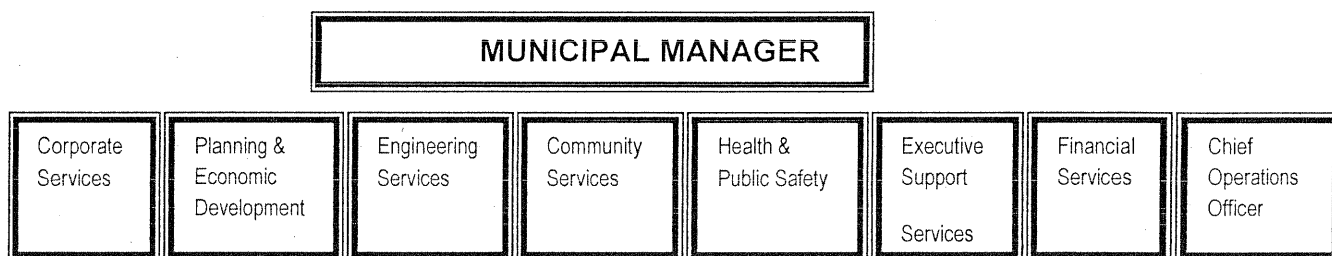 MUNICIPAL MANAGER
Corporate
Services
Planning &
Economic
Development
Engineering
Services
Community
Services
Health &
Public Safety
Executive
Support
Services
Financial
Services
Chief
Operations
Officer